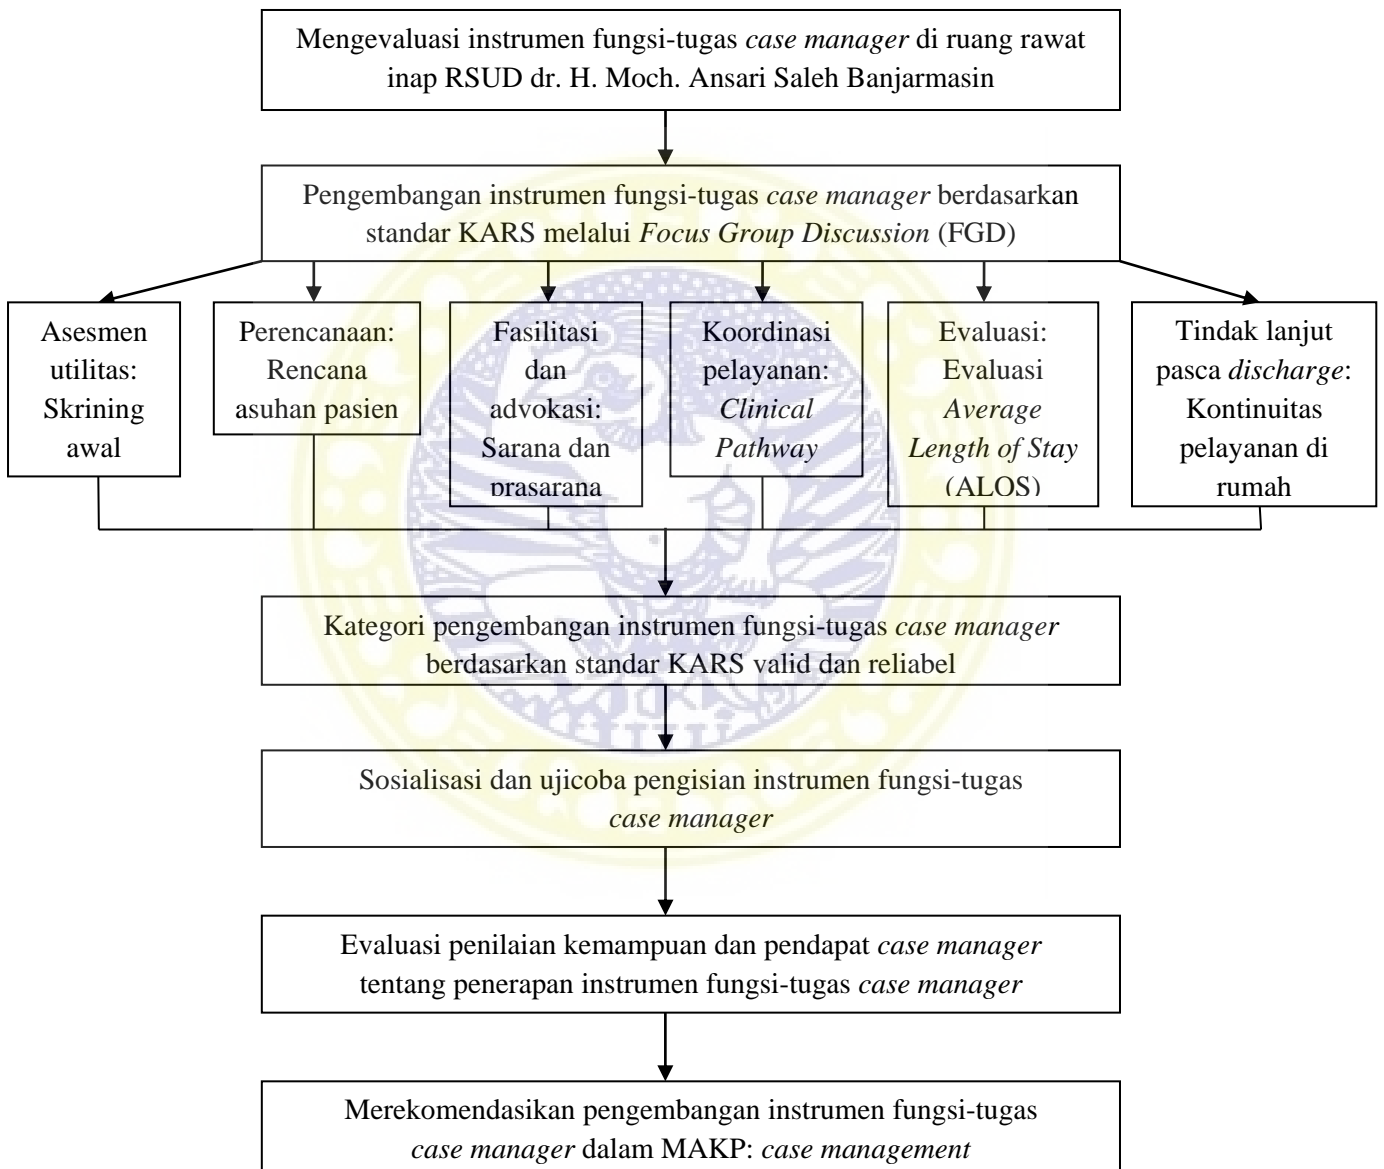 Mengevaluasi instrumen fungsi-tugas case manager di ruang rawat
inap RSUD dr. H. Moch. Ansari Saleh Banjarmasin
Pengembangan instrumen fungsi-tugas case manager berdasarkan
standar KARS melalui Focus Group Discussion (FGD)
Asesmen
utilitas:
Skrining
awal
Perencanaan:
Rencana
asuhan pasien
Fasilitasi
dan
advokasi:
Sarana dan
prasarana
Koordinasi
pelayanan:
Clinical
Pathway
Evaluasi:
Evaluasi
Average
Length of Stay
(ALOS)
Tindak lanjut
pasca discharge:
Kontinuitas
pelayanan di
rumah
Kategori pengembangan instrumen fungsi-tugas case manager
berdasarkan standar KARS valid dan reliabel
Sosialisasi dan ujicoba pengisian instrumen fungsi-tugas
case manager
Evaluasi penilaian kemampuan dan pendapat case manager
tentang penerapan instrumen fungsi-tugas case manager
Merekomendasikan pengembangan instrumen fungsi-tugas
case manager dalam MAKP: case management